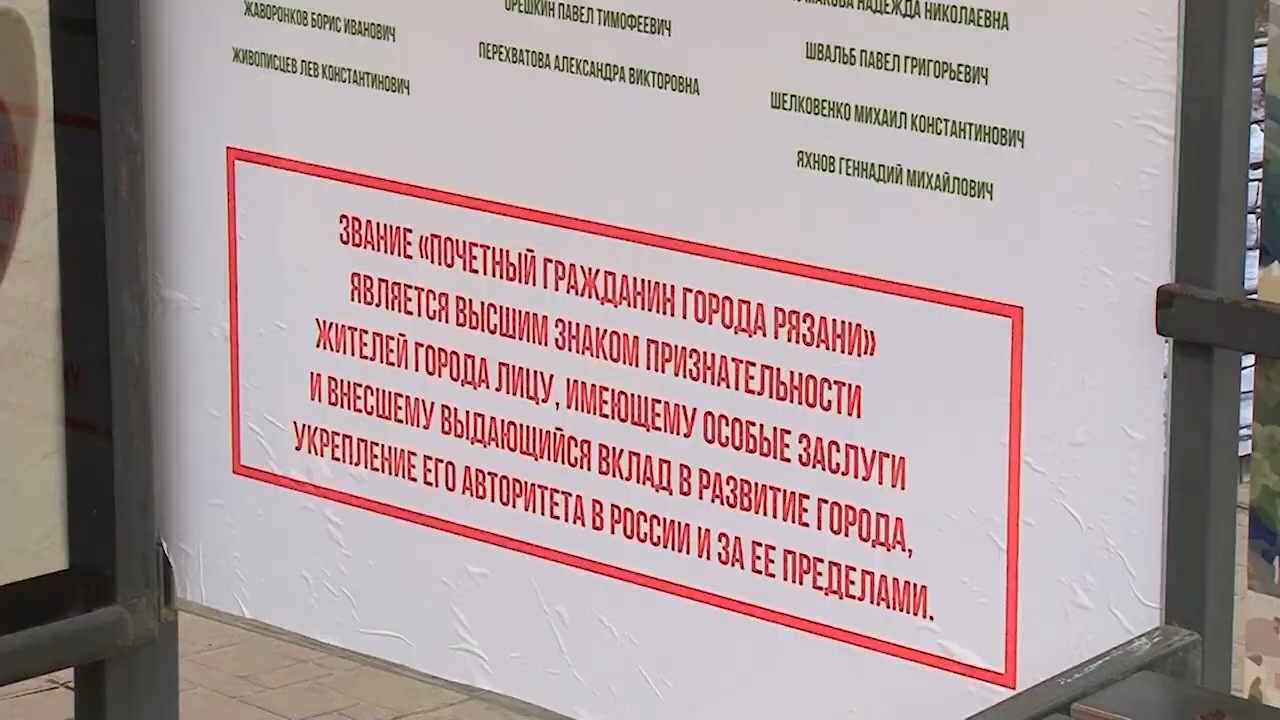 ЖАВОРОНКОВ БОРИС ИВАНОВИЧ
ЖИВОПИСЦЕВ ЛЕВ КОНСТАНТИНОВИЧ
ОРЕШКИН ПАВЕЛ ТИМОФЕЕВИЧ
ПЕРЕХВАТОВА АЛЕКСАНДРА ВИКТОРОВНА
НАДЕЖДА НИКОЛАЕВНА
ШВАЛЬБ ПАВЕЛ ГРИГОРЬЕВИЧ
ШЕЛКОВЕНКО МИХАИЛ КОНСТАНТИНОВИЧ
ЯХНОВ ГЕННАДИЙ МИХАЙЛОВИЧ
ЗВАНИЕ «ПОЧЕТНЫЙ ГРАЖДАНИН ГОРОДА РЯЗАНИ»
ЯВЛЯЕТСЯ ВЫСШИМ ЗНАКОМ ПРИЗНАТЕЛЬНОСТИ
ЖИТЕЛЕЙ ГОРОДА ЛИЦУ, ИМЕЮЩЕМУ ОСОБЫЕ ЗАСЛУГИ
И ВНЕСШЕМУ ВЫДАЮЩИЙСЯ ВКЛАД В РАЗВИТИЕ ГОРОДА,
УКРЕПЛЕНИЕ ЕГО АВТОРИТЕТА В РОССИИ И ЗА ЕЕ ПРЕДЕЛАМИ.